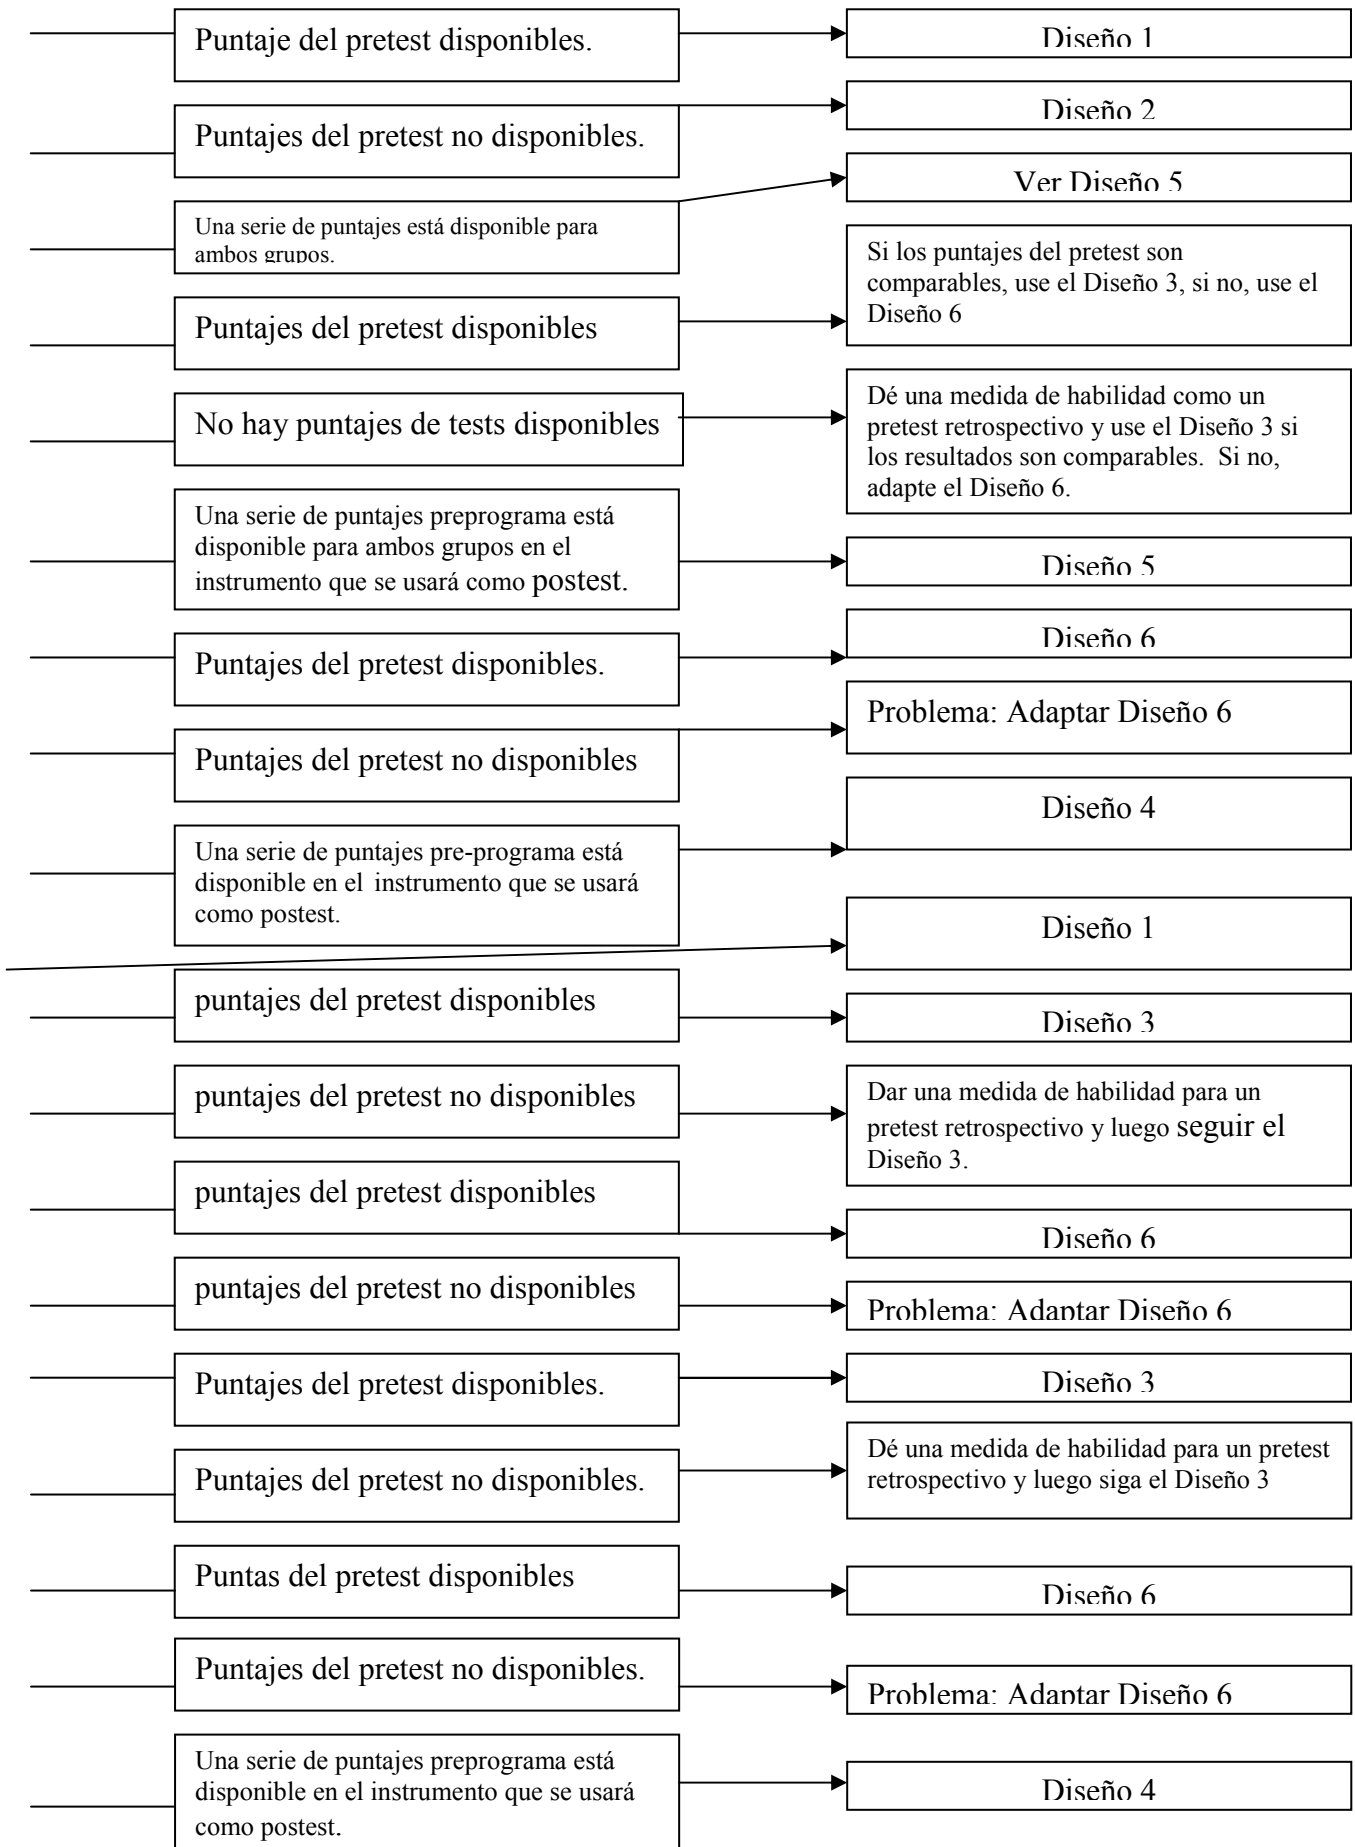 Puntaje del pretest disponibles.
Diseño 1
Puntajes del pretest no disponibles.
Diseño 2
Una serie de puntajes está disponible para
ambos grupos.
Ver Diseño 5
Puntajes del pretest disponibles
Si los puntajes del pretest son
comparables, use el Diseño 3, si no, use el
Diseño 6
No hay puntajes de tests disponibles
Dé una medida de habilidad como un
pretest retrospectivo y use el Diseño 3 si
los resultados son comparables. Si no,
adapte el Diseño 6.
Una serie de puntajes preprograma está
disponible para ambos grupos en el
instrumento que se usará como postest.
Diseño 5
Puntajes del pretest disponibles.
Diseño 6
Puntajes del pretest no disponibles
Problema: Adaptar Diseño 6
Una serie de puntajes pre-programa está
disponible en el instrumento que se usará
como postest.
Diseño 4
Diseño 1
puntajes del pretest disponibles
Diseño 3
puntajes del pretest no disponibles
Dar una medida de habilidad para un
pretest retrospectivo y luego seguir el
Diseño 3.
puntajes del pretest disponibles
Diseño 6
puntajes del pretest no disponibles
Problema: Adaptar Diseño 6
Puntajes del pretest disponibles.
Diseño 3
Puntajes del pretest no disponibles.
Dé una medida de habilidad para un pretest
retrospectivo y luego siga el Diseño 3
Puntas del pretest disponibles
Diseño 6
Puntajes del pretest no disponibles.
Problema: Adaptar Diseño 6
Una serie de puntajes preprograma está
disponible en el instrumento que se usará
como postest.
Diseño 4